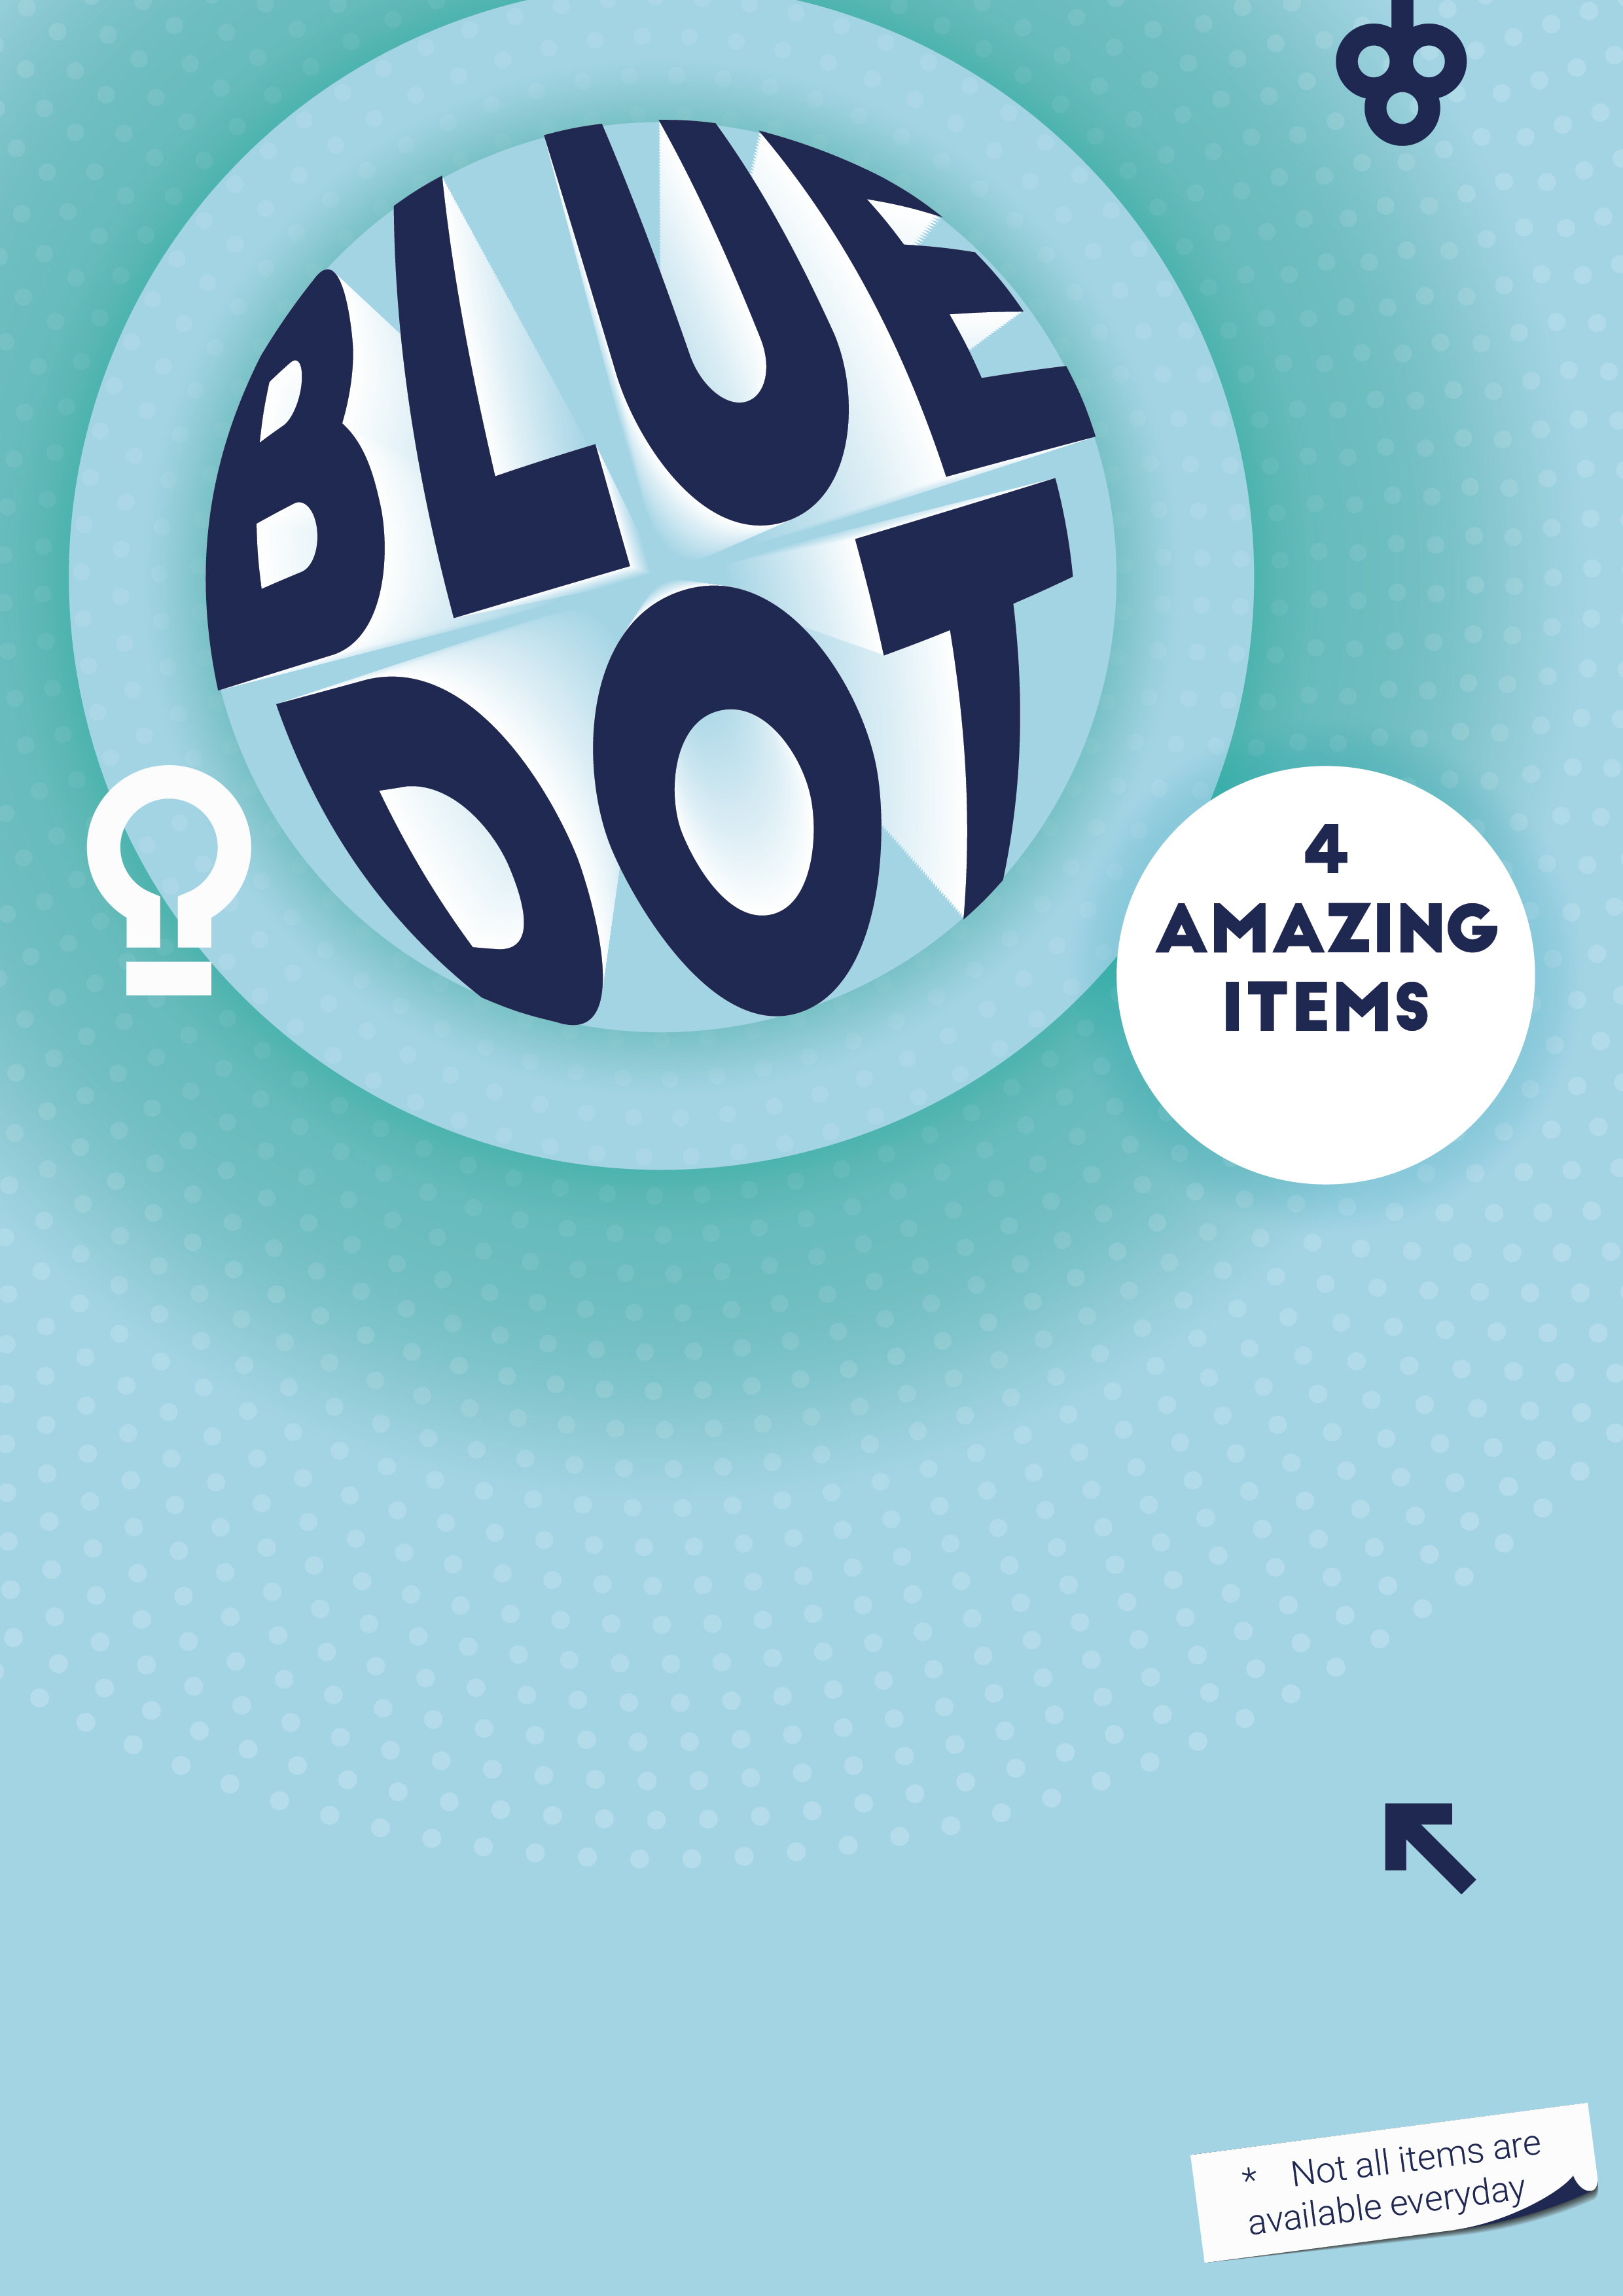 BLUE
DOT
4
AMAZING
ITEMS
* Not all items are
available everyday